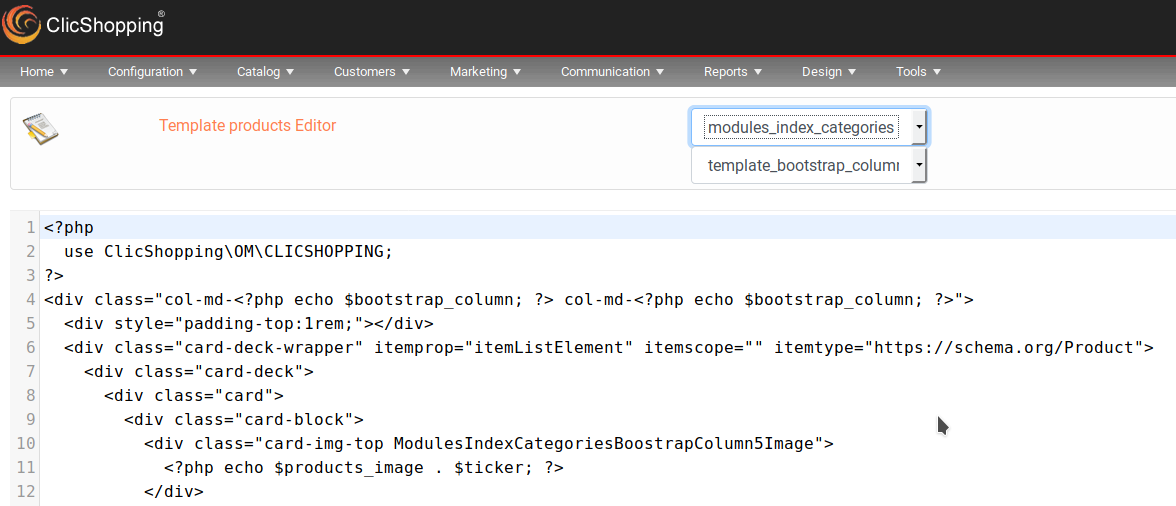 ClicShopping®
Home Configuration Catalog Customers Marketing Communication Reports Design Tools
Template products Editor
modules_index_categories
template_bootstrap_column
1 <?php
2 use ClicShopping\OM\CLICSHOPPING;
3 ?>
4 <div class="col-md-<?php echo $bootstrap_column; ?> col-md-<?php echo $bootstrap_column; ?>">
5 <div style="padding-top:1rem;"></div>
6 <div class="card-deck-wrapper" itemprop="itemListElement" itemscope="" itemtype="https://schema.org/Product">
7 <div class="card-deck">
8 <div class="card">
9 <div class="card-block">
10 <div class="card-img-top ModulesIndexCategoriesBoostrapColumn5Image">
11 <?php echo $products_image . $ticker; ?>
12 </div>